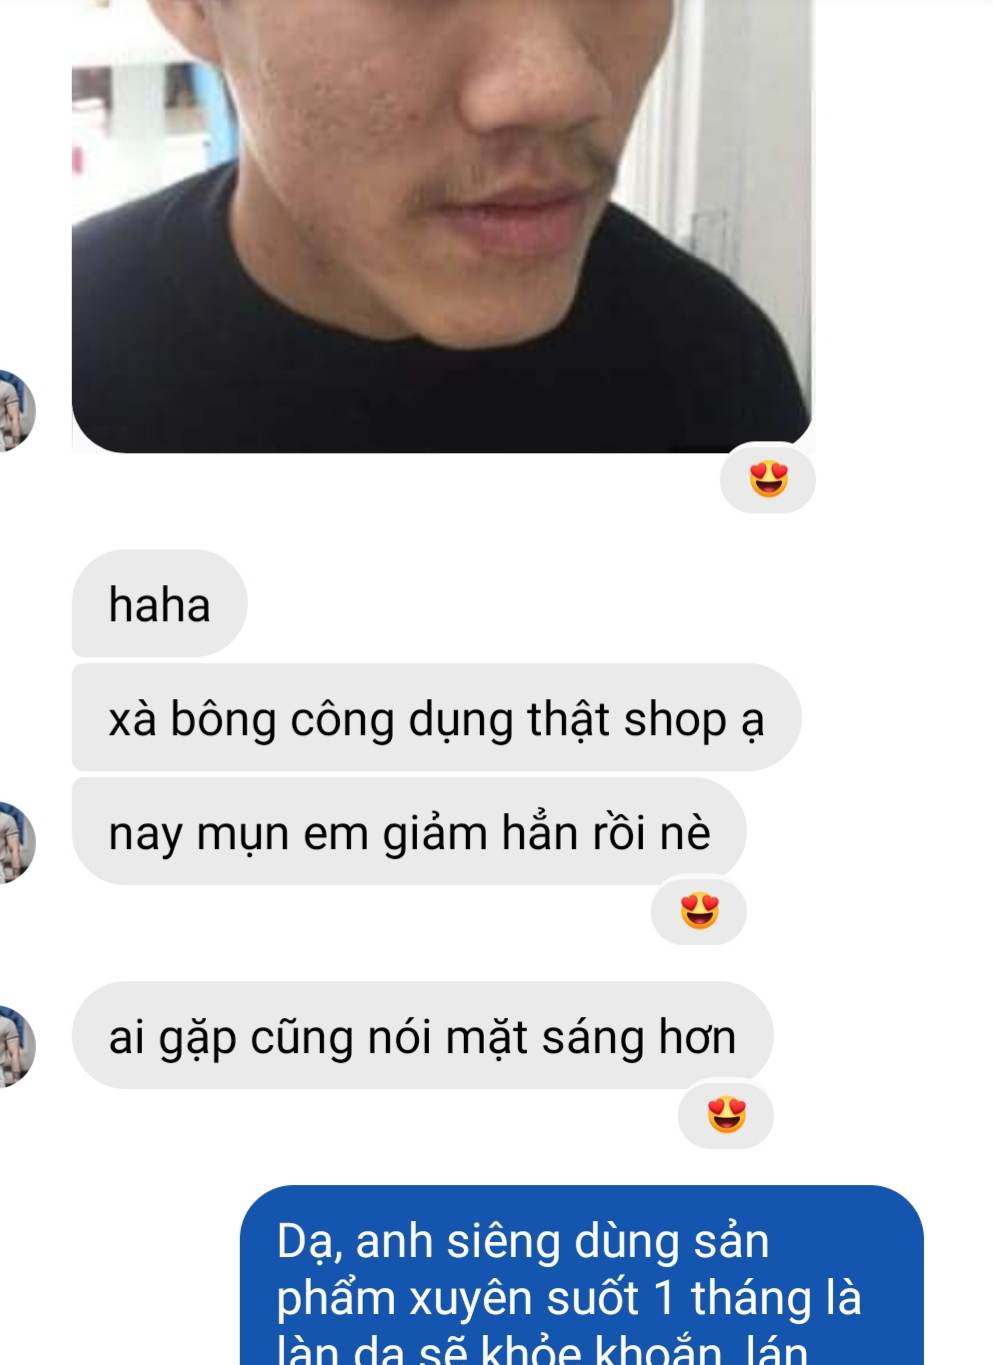 haha
xà bông công dụng thật shop ạ
nay mụn em giảm hẳn rồi nè
ai gặp cũng nói mặt sáng hơn
Dạ, anh siêng dùng sản
phẩm xuyên suốt 1 tháng là
làn da sẽ khỏe khoắn, lán